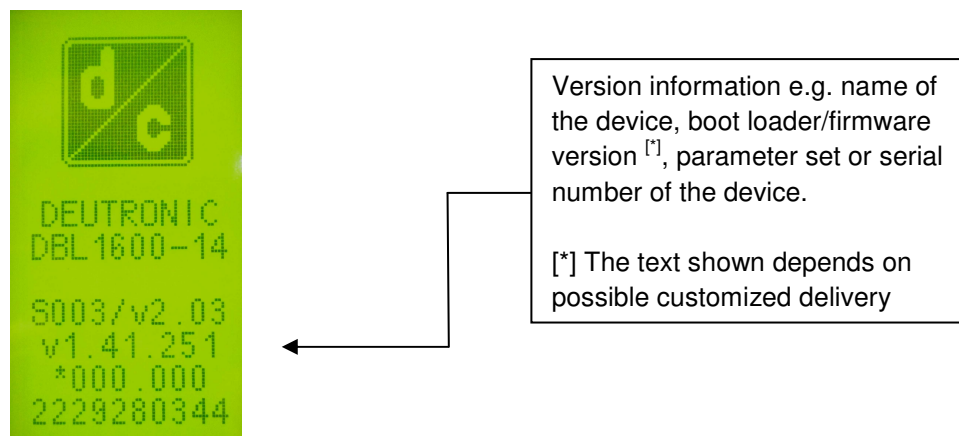 d
c
DEUTRONIC
DBL1600-14
S003/v2.03
v1.41.251
*000.000
2229280344
Version information e.g. name of
the device, boot loader/firmware
version [*], parameter set or serial
number of the device.
[*] The text shown depends on
possible customized delivery